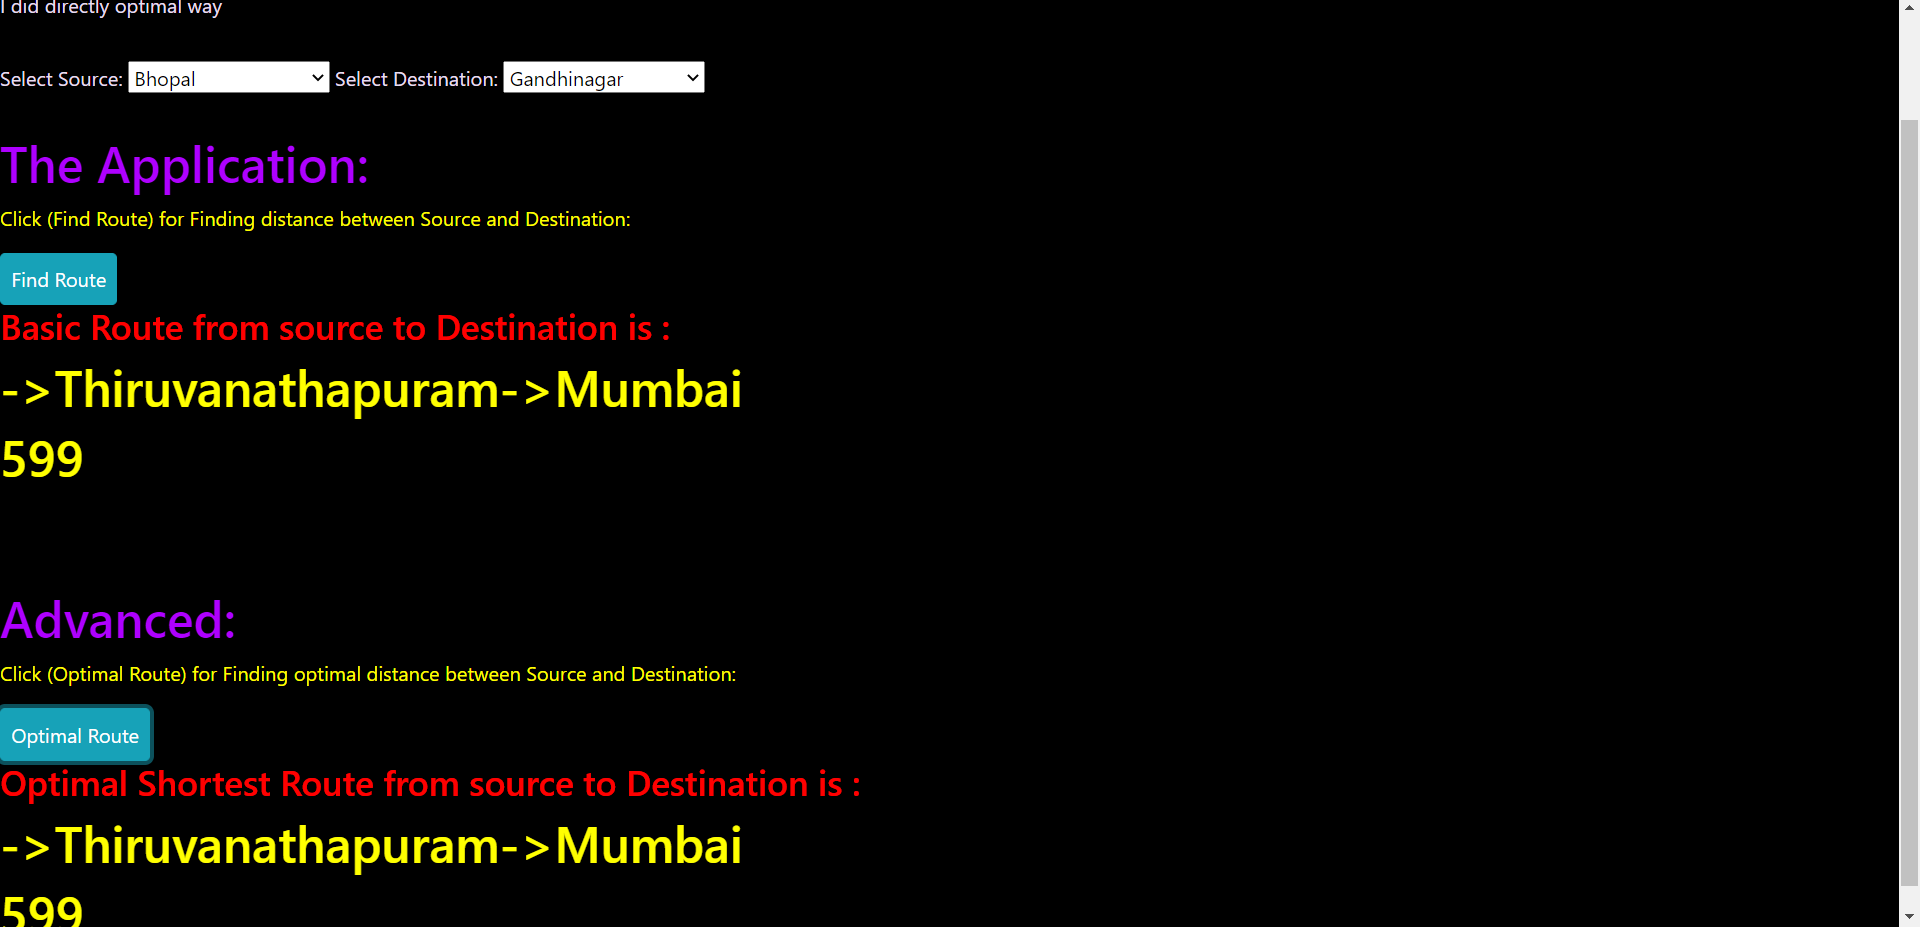 I did directly optimal way
Select Source: Bhopal Select Destination: Gandhinagar
The Application:
Click (Find Route) for Finding distance between Source and Destination:
Find Route
Basic Route from source to Destination is :
->Thiruvanathapuram->Mumbai
599
Advanced:
Click (Optimal Route) for Finding optimal distance between Source and Destination:
Optimal Route
Optimal Shortest Route from source to Destination is :
->Thiruvanathapuram->Mumbai
599